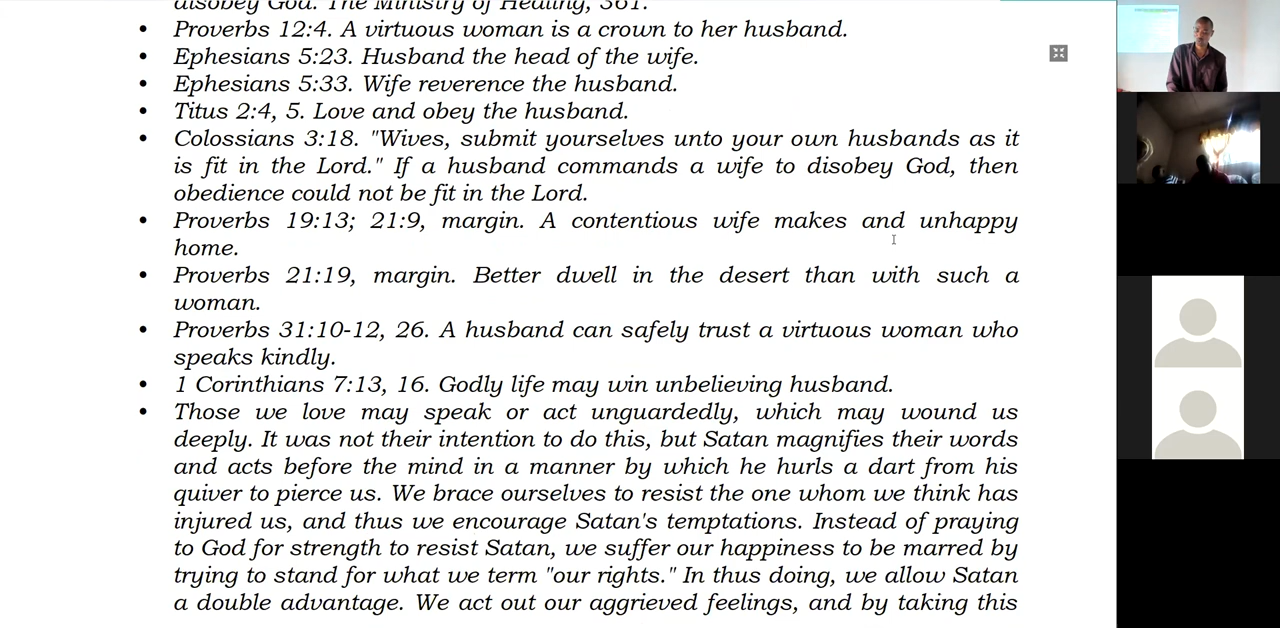 disobey God. The Ministry of Healing, 361.
• Proverbs 12:4. A virtuous woman is a crown to her husband.
• Ephesians 5:23. Husband the head of the wife.
• Ephesians 5:33. Wife reverence the husband.
• Titus 2:4, 5. Love and obey the husband.
• Colossians 3:18. "Wives, submit yourselves unto your own husbands as it
is fit in the Lord." If a husband commands a wife to disobey God, then
obedience could not be fit in the Lord.
• Proverbs 19:13; 21:9, margin. A contentious wife makes and unhappy
home.
• Proverbs 21:19, margin. Better dwell in the desert than with such a
woman.
• Proverbs 31:10-12, 26. A husband can safely trust a virtuous woman who
speaks kindly.
• 1 Corinthians 7:13, 16. Godly life may win unbelieving husband.
• Those we love may speak or act unguardedly, which may wound us
deeply. It was not their intention to do this, but Satan magnifies their words
and acts before the mind in a manner by which he hurls a dart from his
quiver to pierce us. We brace ourselves to resist the one whom we think has
injured us, and thus we encourage Satan's temptations. Instead of praying
to God for strength to resist Satan, we suffer our happiness to be marred by
trying to stand for what we term "our rights." In thus doing, we allow Satan
a double advantage. We act out our aggrieved feelings, and by taking this